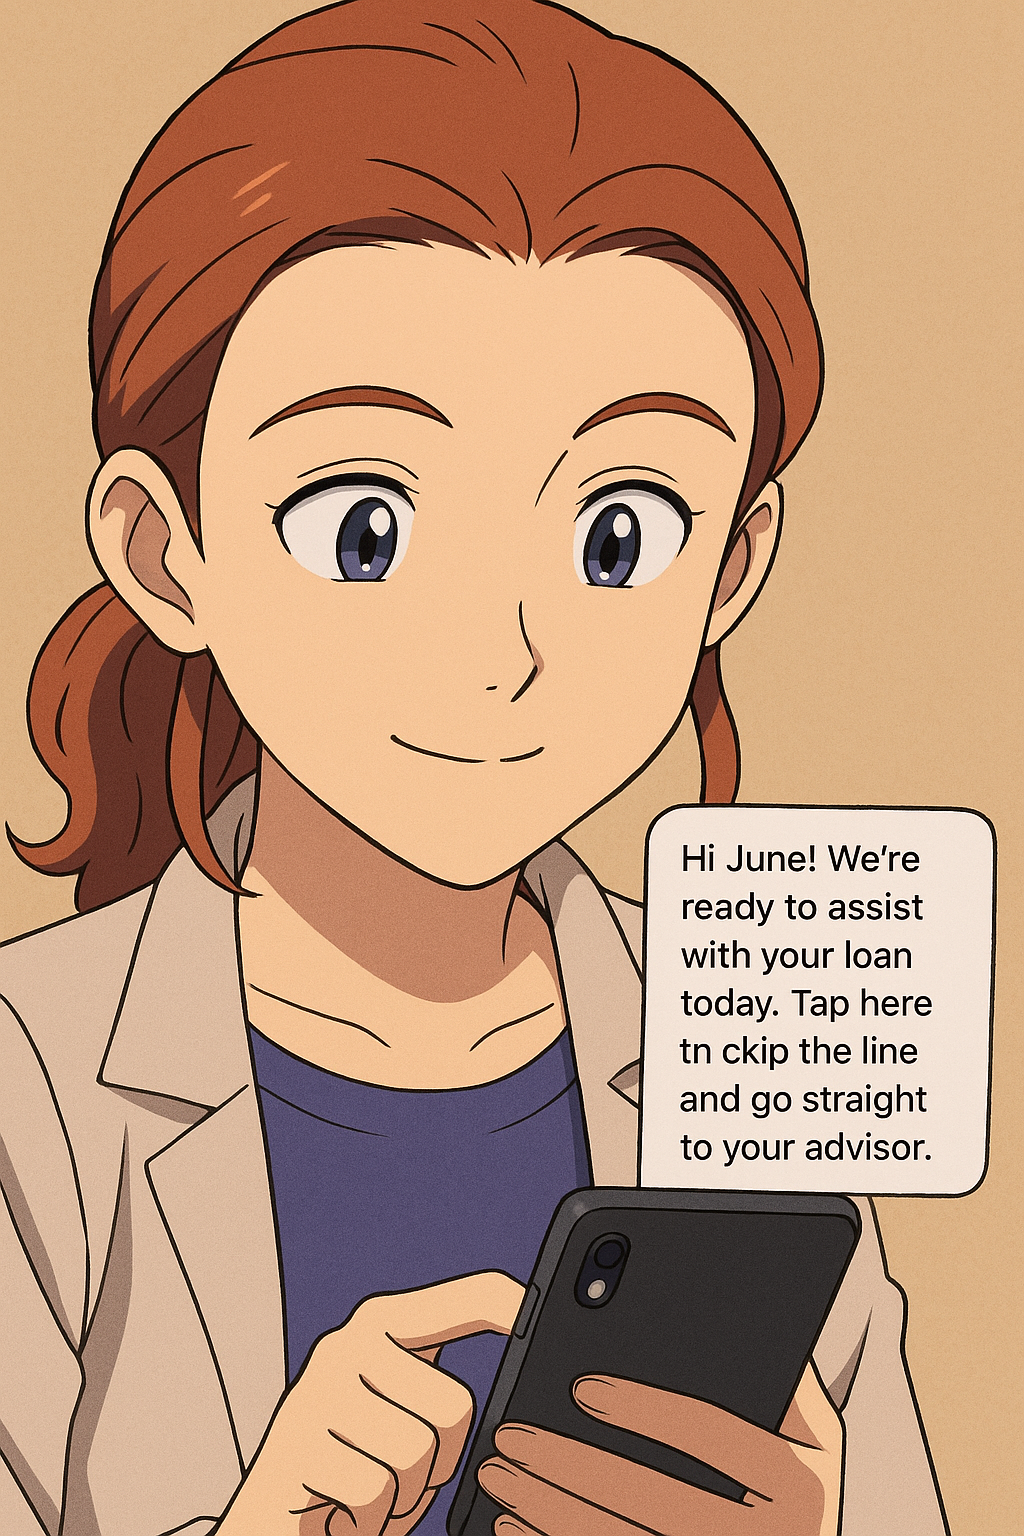 Hi June! We're
ready to assist
with your loan
today. Tap here
tn ckip the line
and go straight
to your advisor.